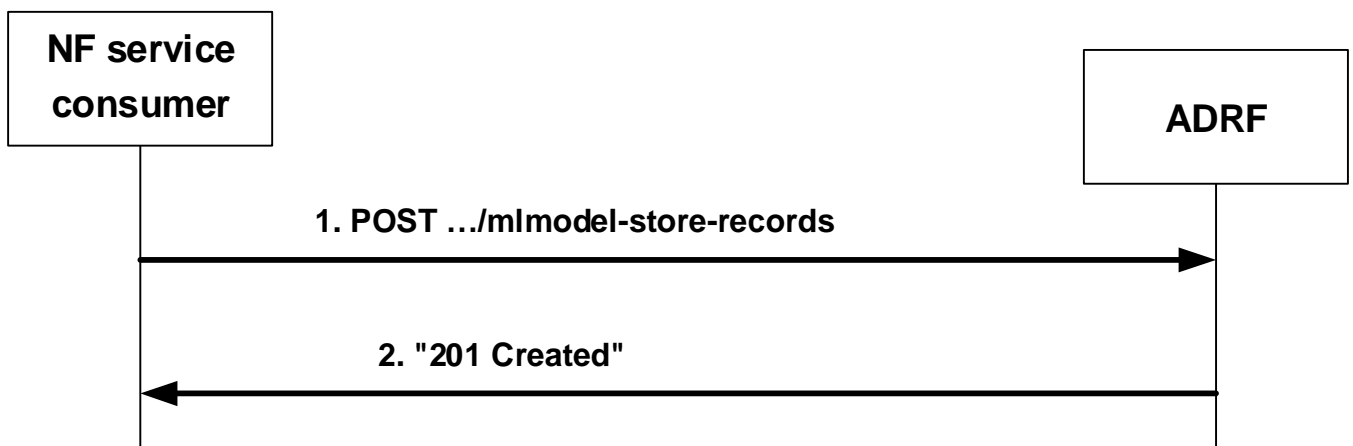 NF service
consumer
ADRF
1. POST …/mlmodel-store-records
2. "201 Created"